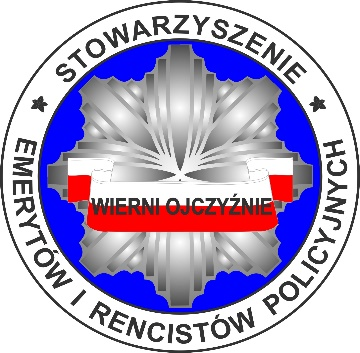 STOWARZYSZENIE
WIERNI OJCZYŹNIE
EMERYTÓW I RENCISTÓW POLICYJNYCH